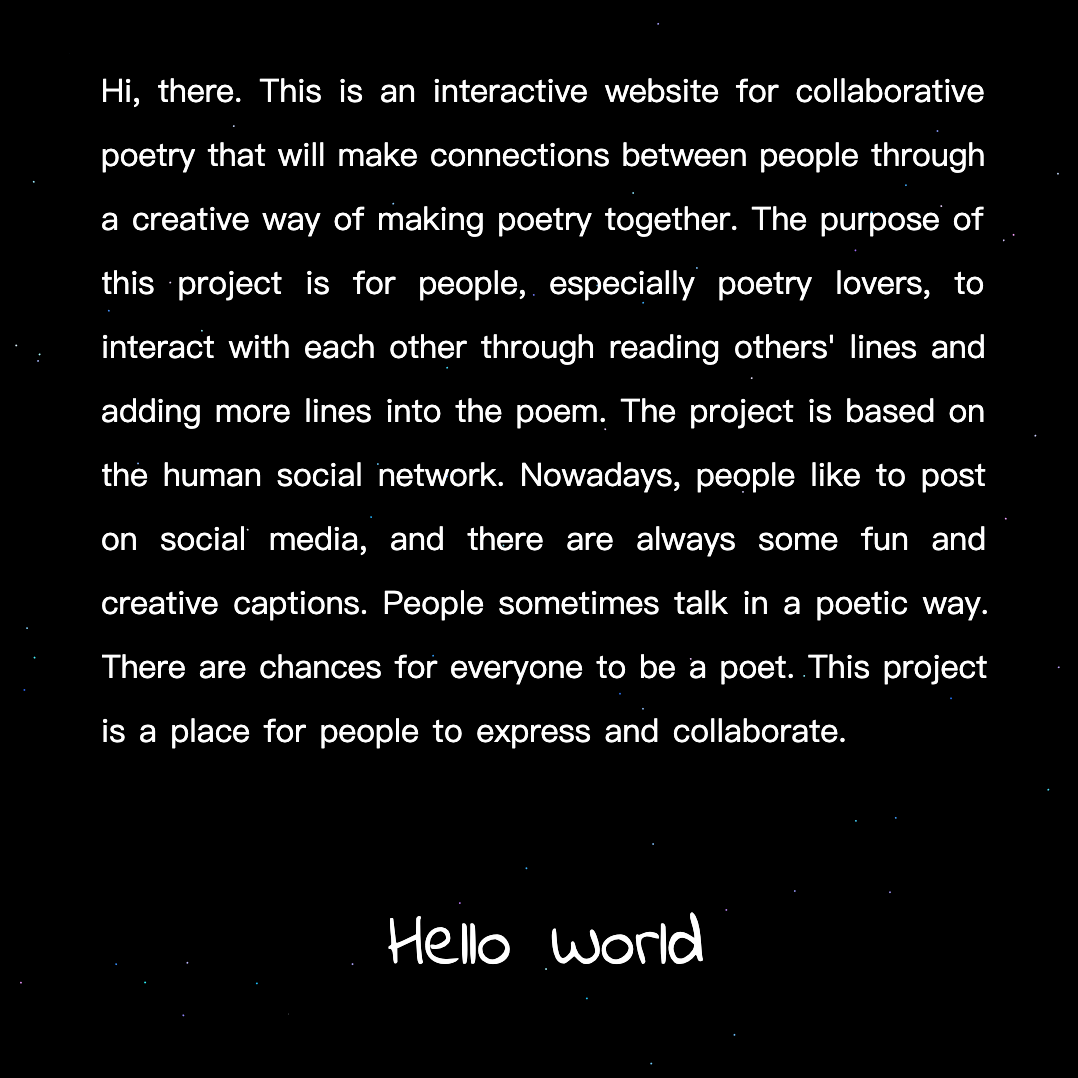 Hi, there. This is an interactive website for collaborative
poetry that will make connections between people through
a creative way of making poetry together. The purpose of
this project is for people, especially poetry lovers, to
interact with each other through reading others' lines and
adding more lines into the poem. The project is based on
the human social network. Nowadays, people like to post
on social media, and there are always some fun and
creative captions. People sometimes talk in a poetic way.
There are chances for everyone to be a poet. This project
is a place for people to express and collaborate.
Hello world